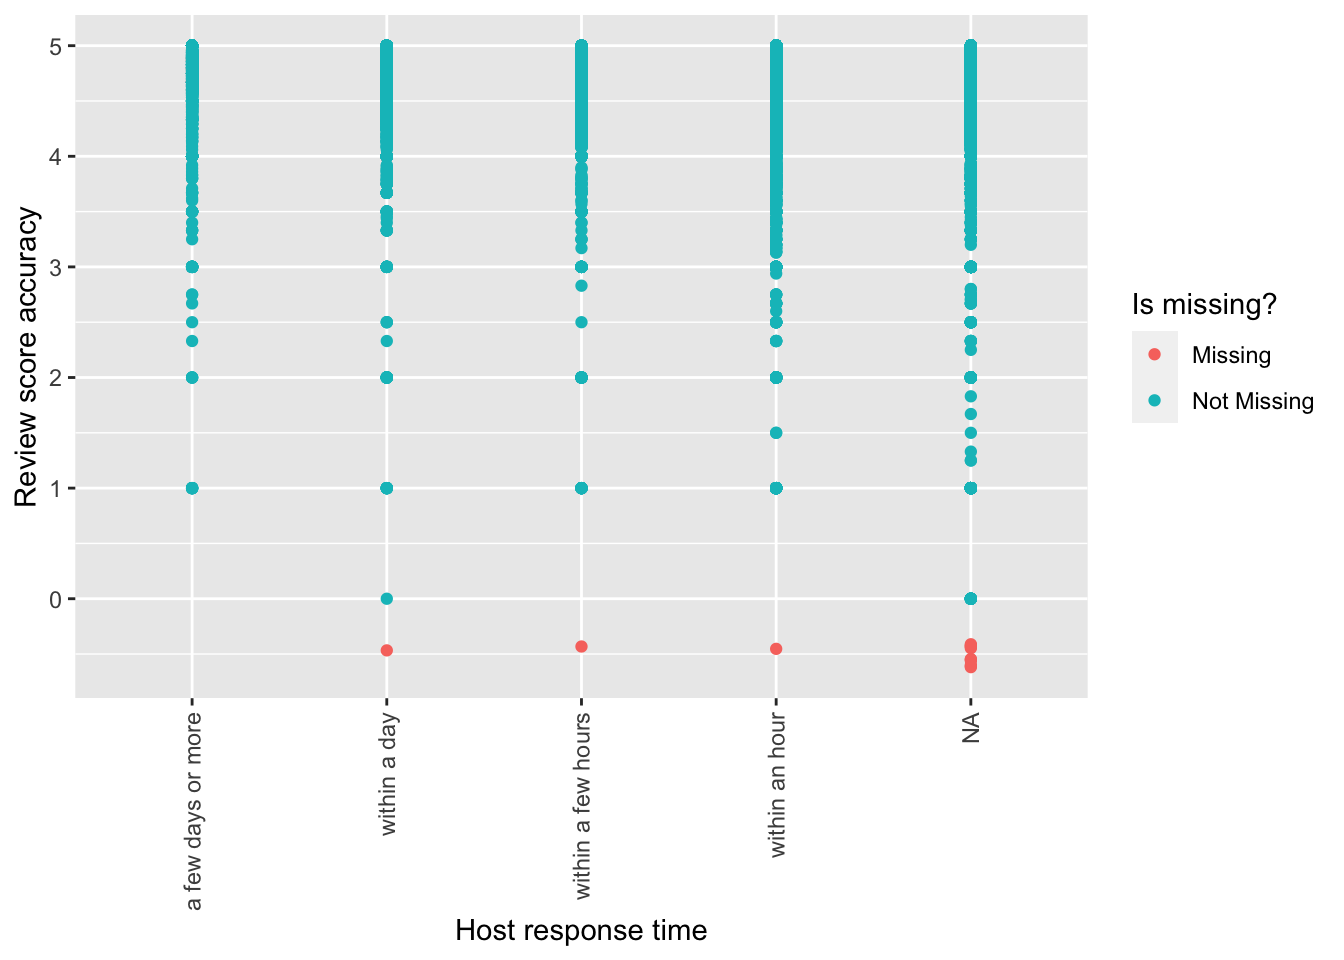 5
4
3
2
1
0
Review score accuracy
a few days or more
within a day
within a few hours
within an hour
NA
Host response time
Is missing?
Missing
Not Missing